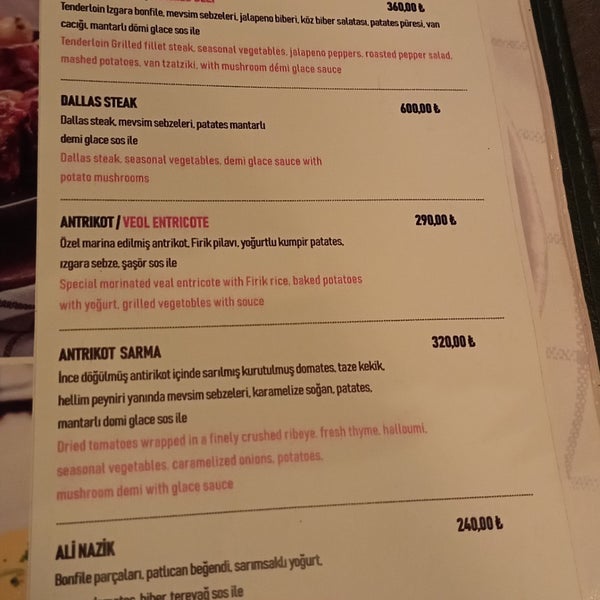 360,00 ₺
Tenderloin Izgara bonfile, mevsim sebzeleri, jalapeno biberi, köz biber salatası, patates püresi, van
cacığı, mantarlı dömi glace sos ile
Tenderloin Grilled fillet steak, seasonal vegetables, jalapeno peppers, roasted pepper salad,
mashed potatoes, van tzatziki, with mushroom démi glace sauce
DALLAS STEAK 600,00 ₺
Dallas steak, mevsim sebzeleri, patates mantarlı
demi glace sos ile
Dallas steak, seasonal vegetables, demi glace sauce with
potato mushrooms
ANTRIKOT / VEOL ENTRICOTE 290,00 ₺
Özel marina edilmiş antrikot, Firik pilavı, yoğurtlu kumpir patates,
ızgara sebze, şaşör sos ile
Special morinated veal entricote with Firik rice, baked potatoes
with yoğurt, grilled vegetables with souce
ANTRIKOT SARMA 320,00 ₺
İnce döğülmüş antirikot içinde sarılmış kurutulmuş domates, taze kekik,
hellim peyniri yanında mevsim sebzeleri, karamelize soğan, patates,
mantarlı domi glace sos ile
Dried tomatoes wrapped in a finely crushed ribeye, fresh thyme, halloumi,
seasonal vegetables, caramelized onions, potatoes,
mushroom demi with glace sauce
ALİ NAZİK 240,00 ₺
Bonfile parçaları, patlıcan beğendi, sarımsaklı yoğurt,
biber, tereyağ sos ile